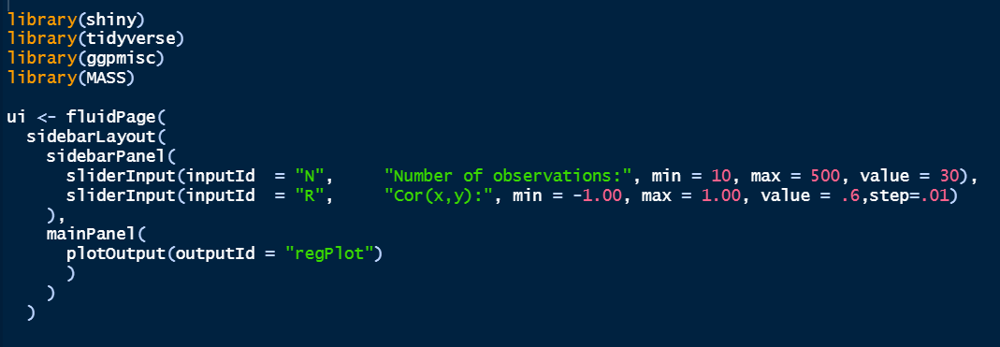 library(shiny)
library(tidyverse)
library(ggpmisc)
library(MASS)

ui <- fluidPage(
  sidebarLayout(
    sidebarPanel(
      sliderInput(inputId  = "N",     "Number of observations:", min = 10, max = 500, value = 30),
      sliderInput(inputId  = "R",     "Cor(x,y):", min = -1.00, max = 1.00, value = .6,step=.01)
    ),
    mainPanel(
      plotOutput(outputId = "regPlot")
      )
    )
  )